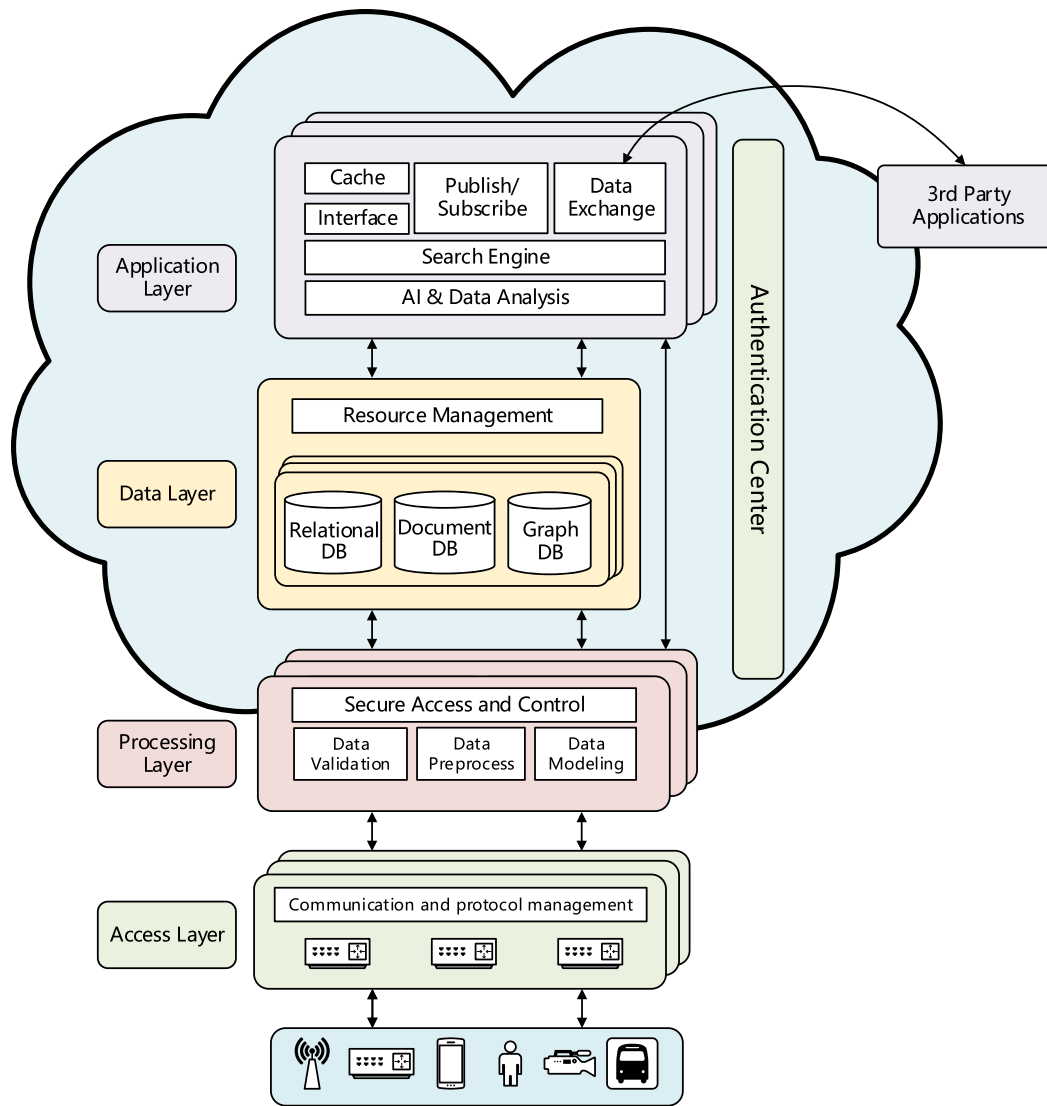 Cache
Interface
Publish/
Subscribe
Data
Exchange
3rd Party
Applications
Search Engine
AI & Data Analysis
Application
Layer
Authentication Center
Resource Management
Data Layer
Relational
DB
Document
DB
Graph
DB
Secure Access and Control
Processing
Layer
Data
Validation
Data
Preprocess
Data
Modeling
Communication and protocol management
Access Layer